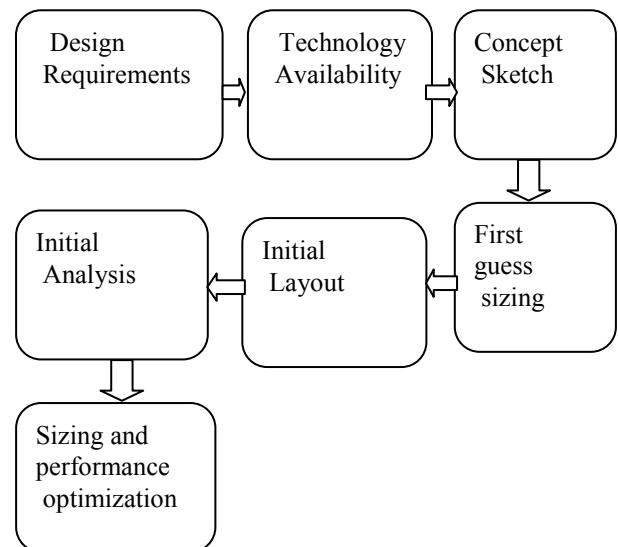 Design
Requirements
Technology
Availability
Concept
Sketch
First
guess
sizing
Initial
Layout
Initial
Analysis
Sizing and
performance
optimization